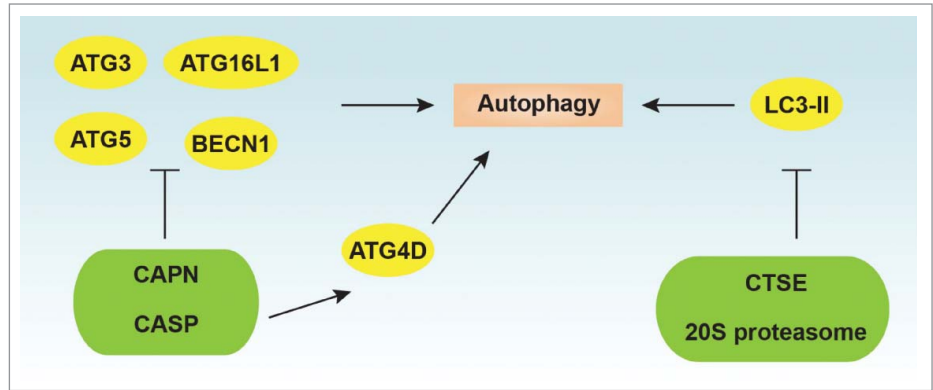 ATG3
ATG16L1
Autophagy
LC3-II
ATG5
BECN1
ATG4D
CAPN
CASP
CTSE
20S proteasome